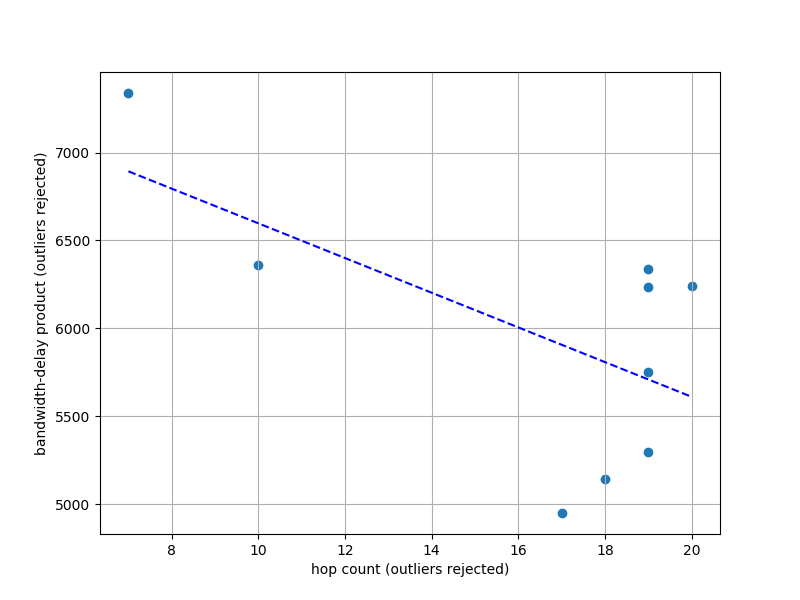 bandwidth-delay product (outliers rejected)
7000
6500
6000
5500
5000
8 10 12 14 16 18 20
hop count (outliers rejected)